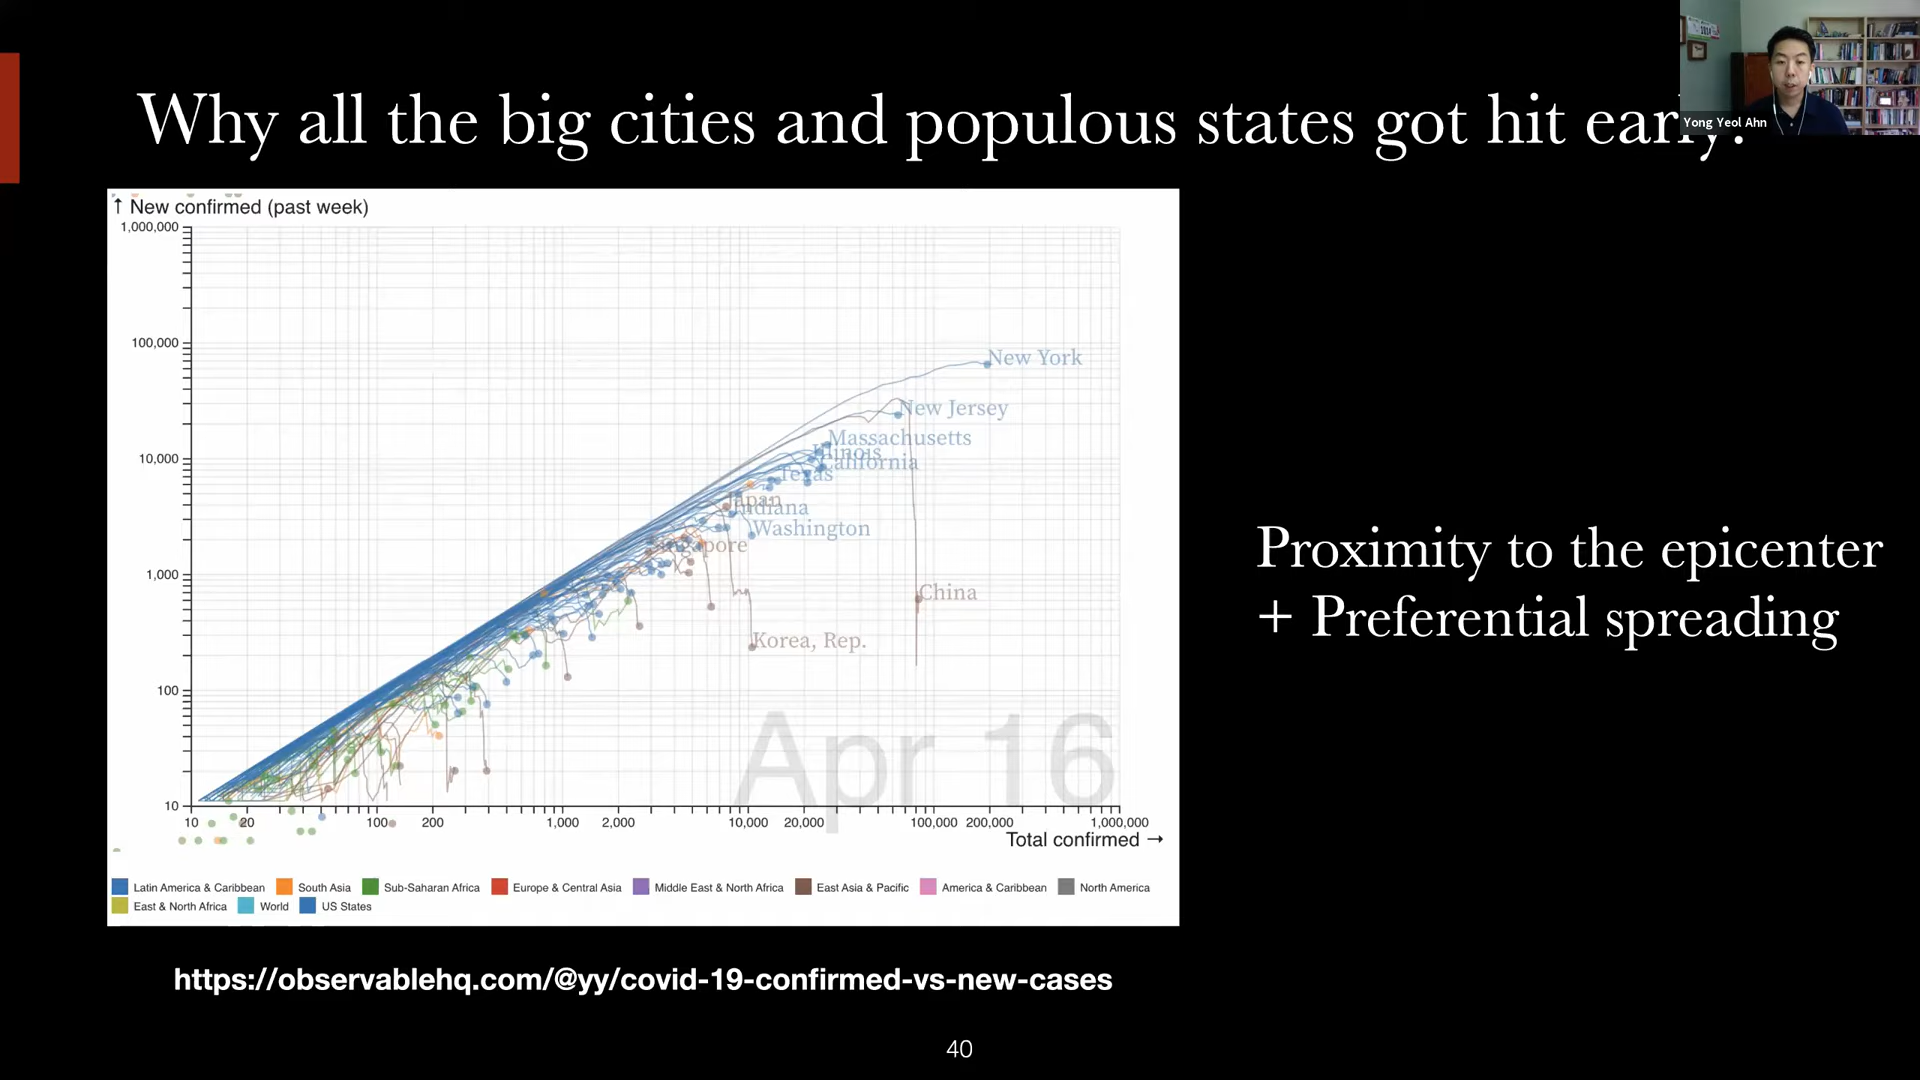 Why all the big cities and populous states got hit early?
Yong Yeol Ahn
↑ New confirmed (past week)
1,000,000
100,000
10,000
1,000
100
10
New York
New Jersey
Massachusetts
Illinois
California
Texas
Japan
Indiana
Washington
Singapore
China
Korea, Rep.
Apr 16
10 20 100 200 1,000 2,000 10,000 20,000 100,000 200,000 1,000,000
Total confirmed →
Latin America & Caribbean South Asia Sub-Saharan Africa Europe & Central Asia Middle East & North Africa East Asia & Pacific America & Caribbean North America
East & North Africa World US States
Proximity to the epicenter
+ Preferential spreading
https://observablehq.com/@yy/covid-19-confirmed-vs-new-cases
40